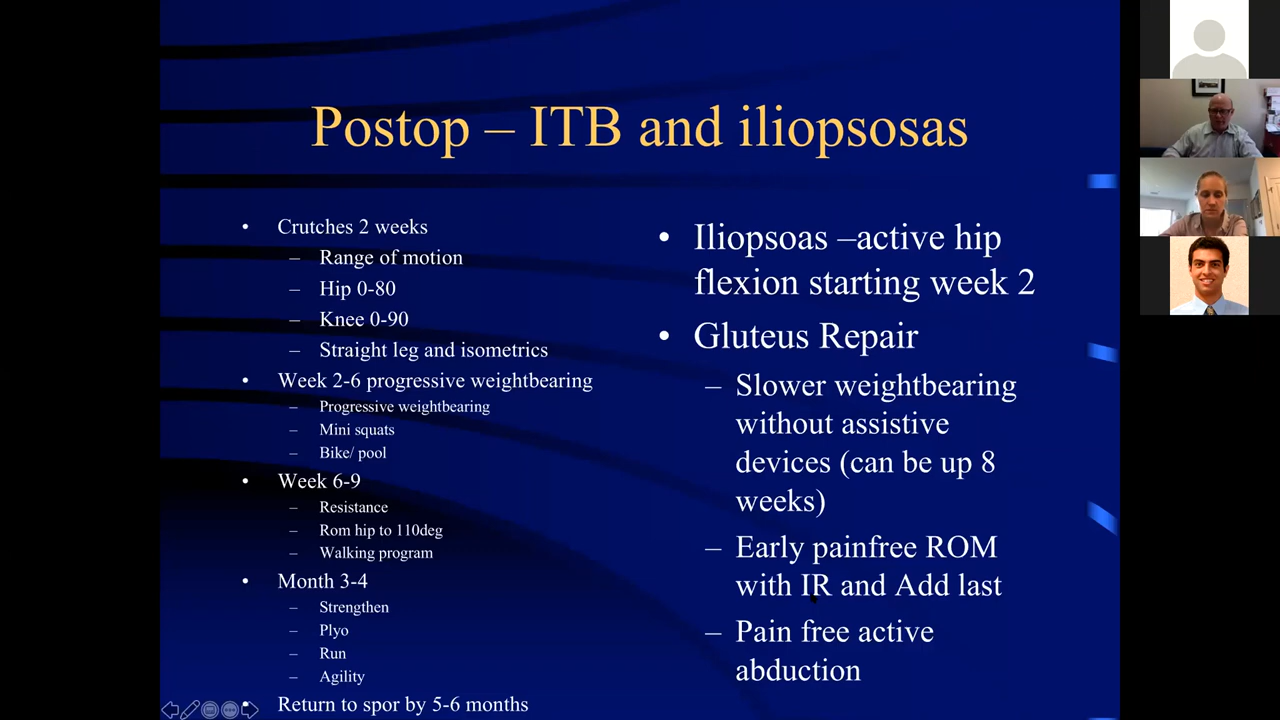 Postop – ITB and iliopsosas
• Crutches 2 weeks
– Range of motion
– Hip 0-80
– Knee 0-90
– Straight leg and isometrics
• Week 2-6 progressive weightbearing
– Progressive weightbearing
– Mini squats
– Bike/ pool
• Week 6-9
– Resistance
– Rom hip to 110deg
– Walking program
• Month 3-4
– Strengthen
– Plyo
– Run
– Agility
• Return to spor by 5-6 months
• Iliopsoas –active hip
flexion starting week 2
• Gluteus Repair
– Slower weightbearing
without assistive
devices (can be up 8
weeks)
– Early painfree ROM
with IR and Add last
– Pain free active
abduction